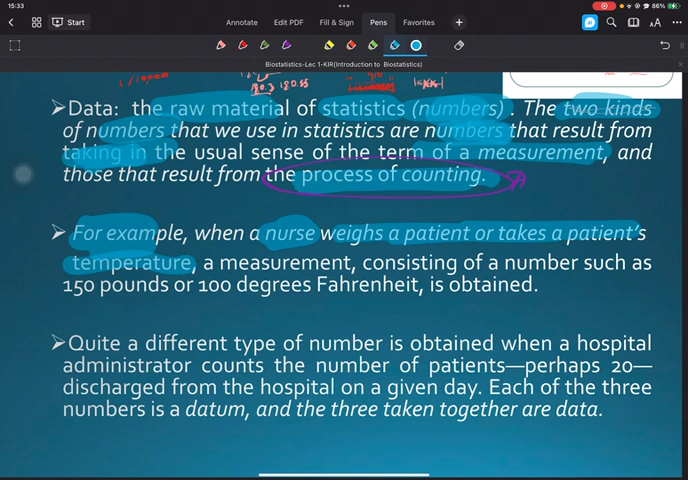 15:33
86%
Start
Annotate Edit PDF Fill & Sign Pens Favorites
AA
Biostatistics-Lec 1-KIR(Introduction to Biostatistics)
180.3 180.55
➢Data: the raw material of statistics (numbers) . The two kinds
of numbers that we use in statistics are numbers that result from
taking in the usual sense of the term of a measurement, and
those that result from the process of counting.
➢ For example, when a nurse weighs a patient or takes a patient's
temperature, a measurement, consisting of a number such as
150 pounds or 100 degrees Fahrenheit, is obtained.
➢Quite a different type of number is obtained when a hospital
administrator counts the number of patients—perhaps 20—
discharged from the hospital on a given day. Each of the three
numbers is a datum, and the three taken together are data.